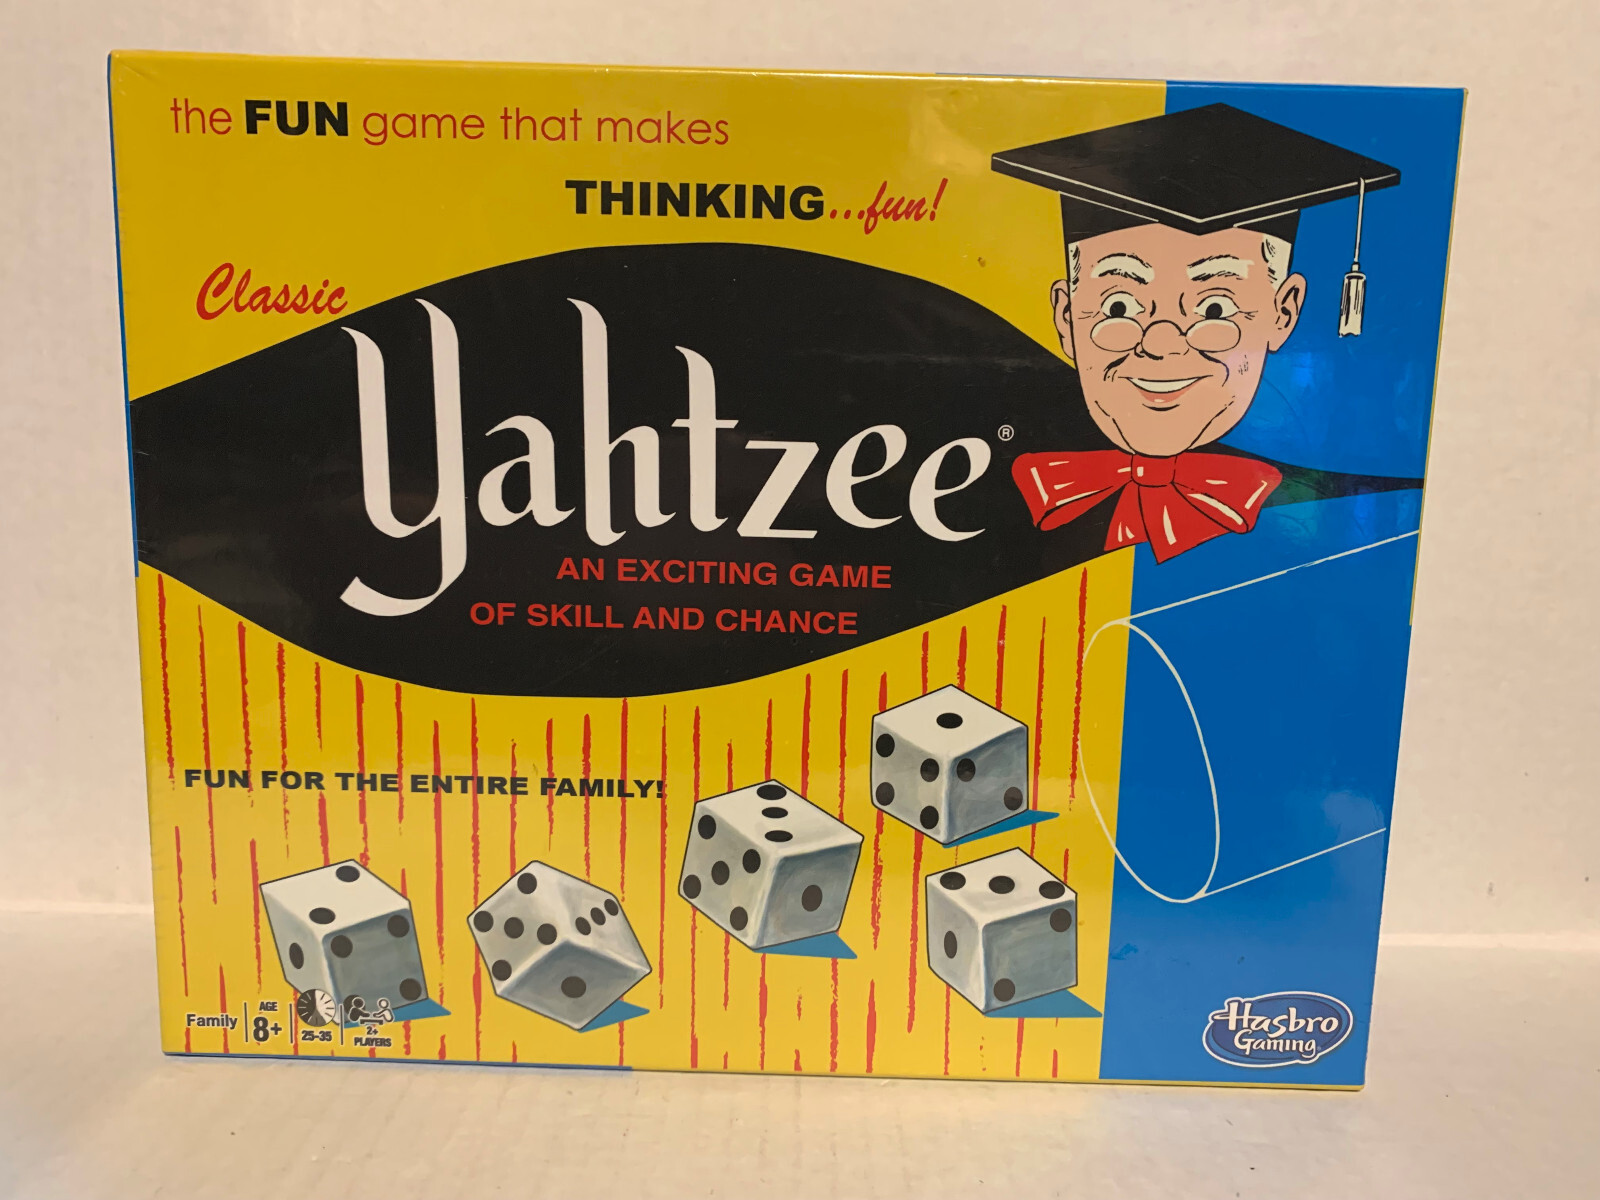 the FUN game that makes
THINKING...fun!
Classic
Yahtzee®
AN EXCITING GAME
OF SKILL AND CHANCE
FUN FOR THE ENTIRE FAMILY!
Family
AGE
8+
25-35
2+
PLAYERS
Hasbro
Gaming